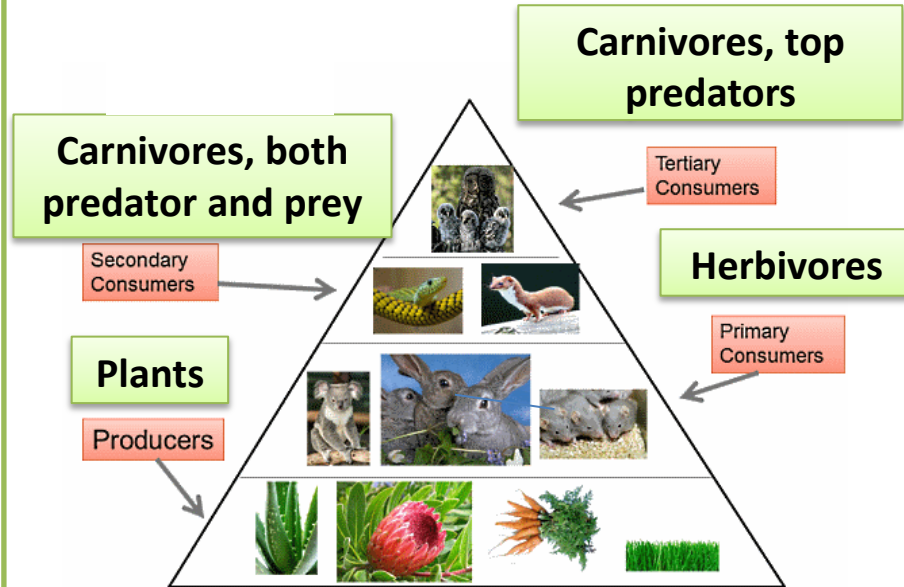 Carnivores, top
predators
Carnivores, both
predator and prey
Tertiary
Consumers
Secondary
Consumers
Herbivores
Primary
Consumers
Plants
Producers